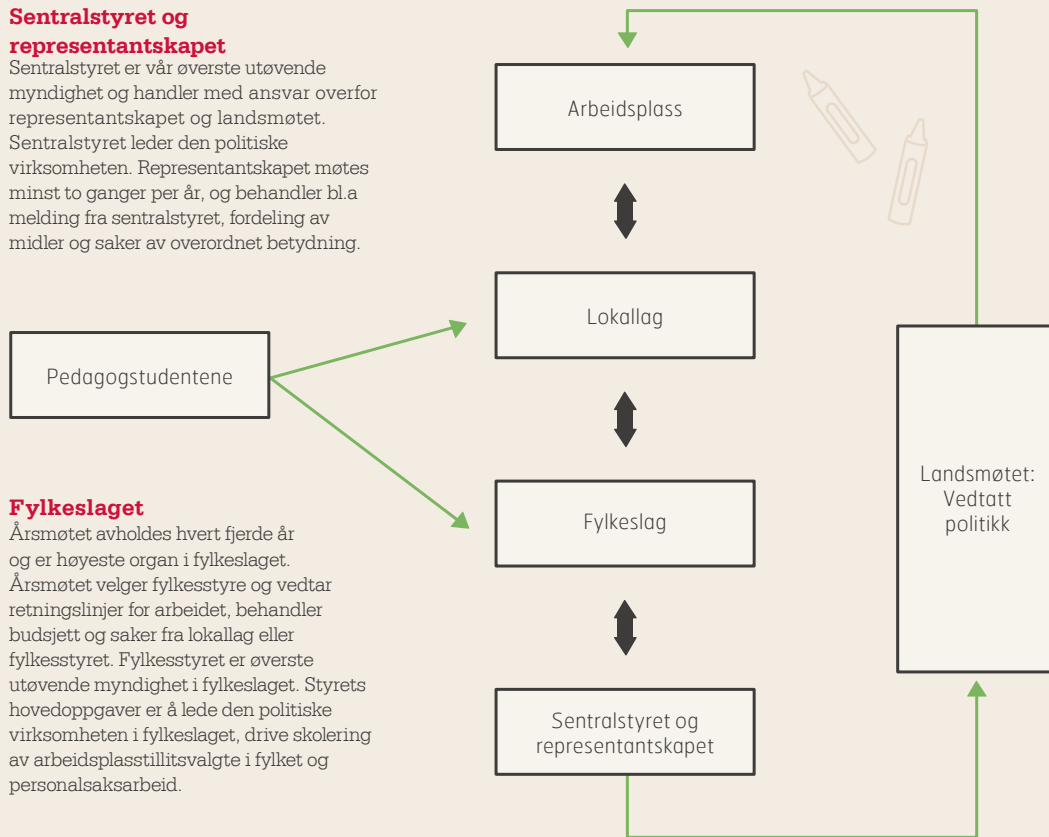 Sentralstyret og
representantskapet
Sentralstyret er vår øverste utøvende
myndighet og handler med ansvar overfor
representantskapet og landsmøtet.
Sentralstyret leder den politiske
virksomheten. Representantskapet møtes
minst to ganger per år, og behandler bl.a
melding fra sentralstyret, fordeling av
midler og saker av overordnet betydning.
Pedagogstudentene
Fylkeslaget
Årsmøtet avholdes hvert fjerde år
og er høyeste organ i fylkeslaget.
Årsmøtet velger fylkesstyre og vedtar
retningslinjer for arbeidet, behandler
budsjett og saker fra lokallag eller
fylkesstyret. Fylkesstyret er øverste
utøvende myndighet i fylkeslaget. Styrets
hovedoppgaver er å lede den politiske
virksomheten i fylkeslaget, drive skolering
av arbeidsplasstillitsvalgte i fylket og
personalsaksarbeid.
Arbeidsplass
Lokallag
Fylkeslag
Sentralstyret og
representantskapet
Landsmøtet:
Vedtatt
politikk